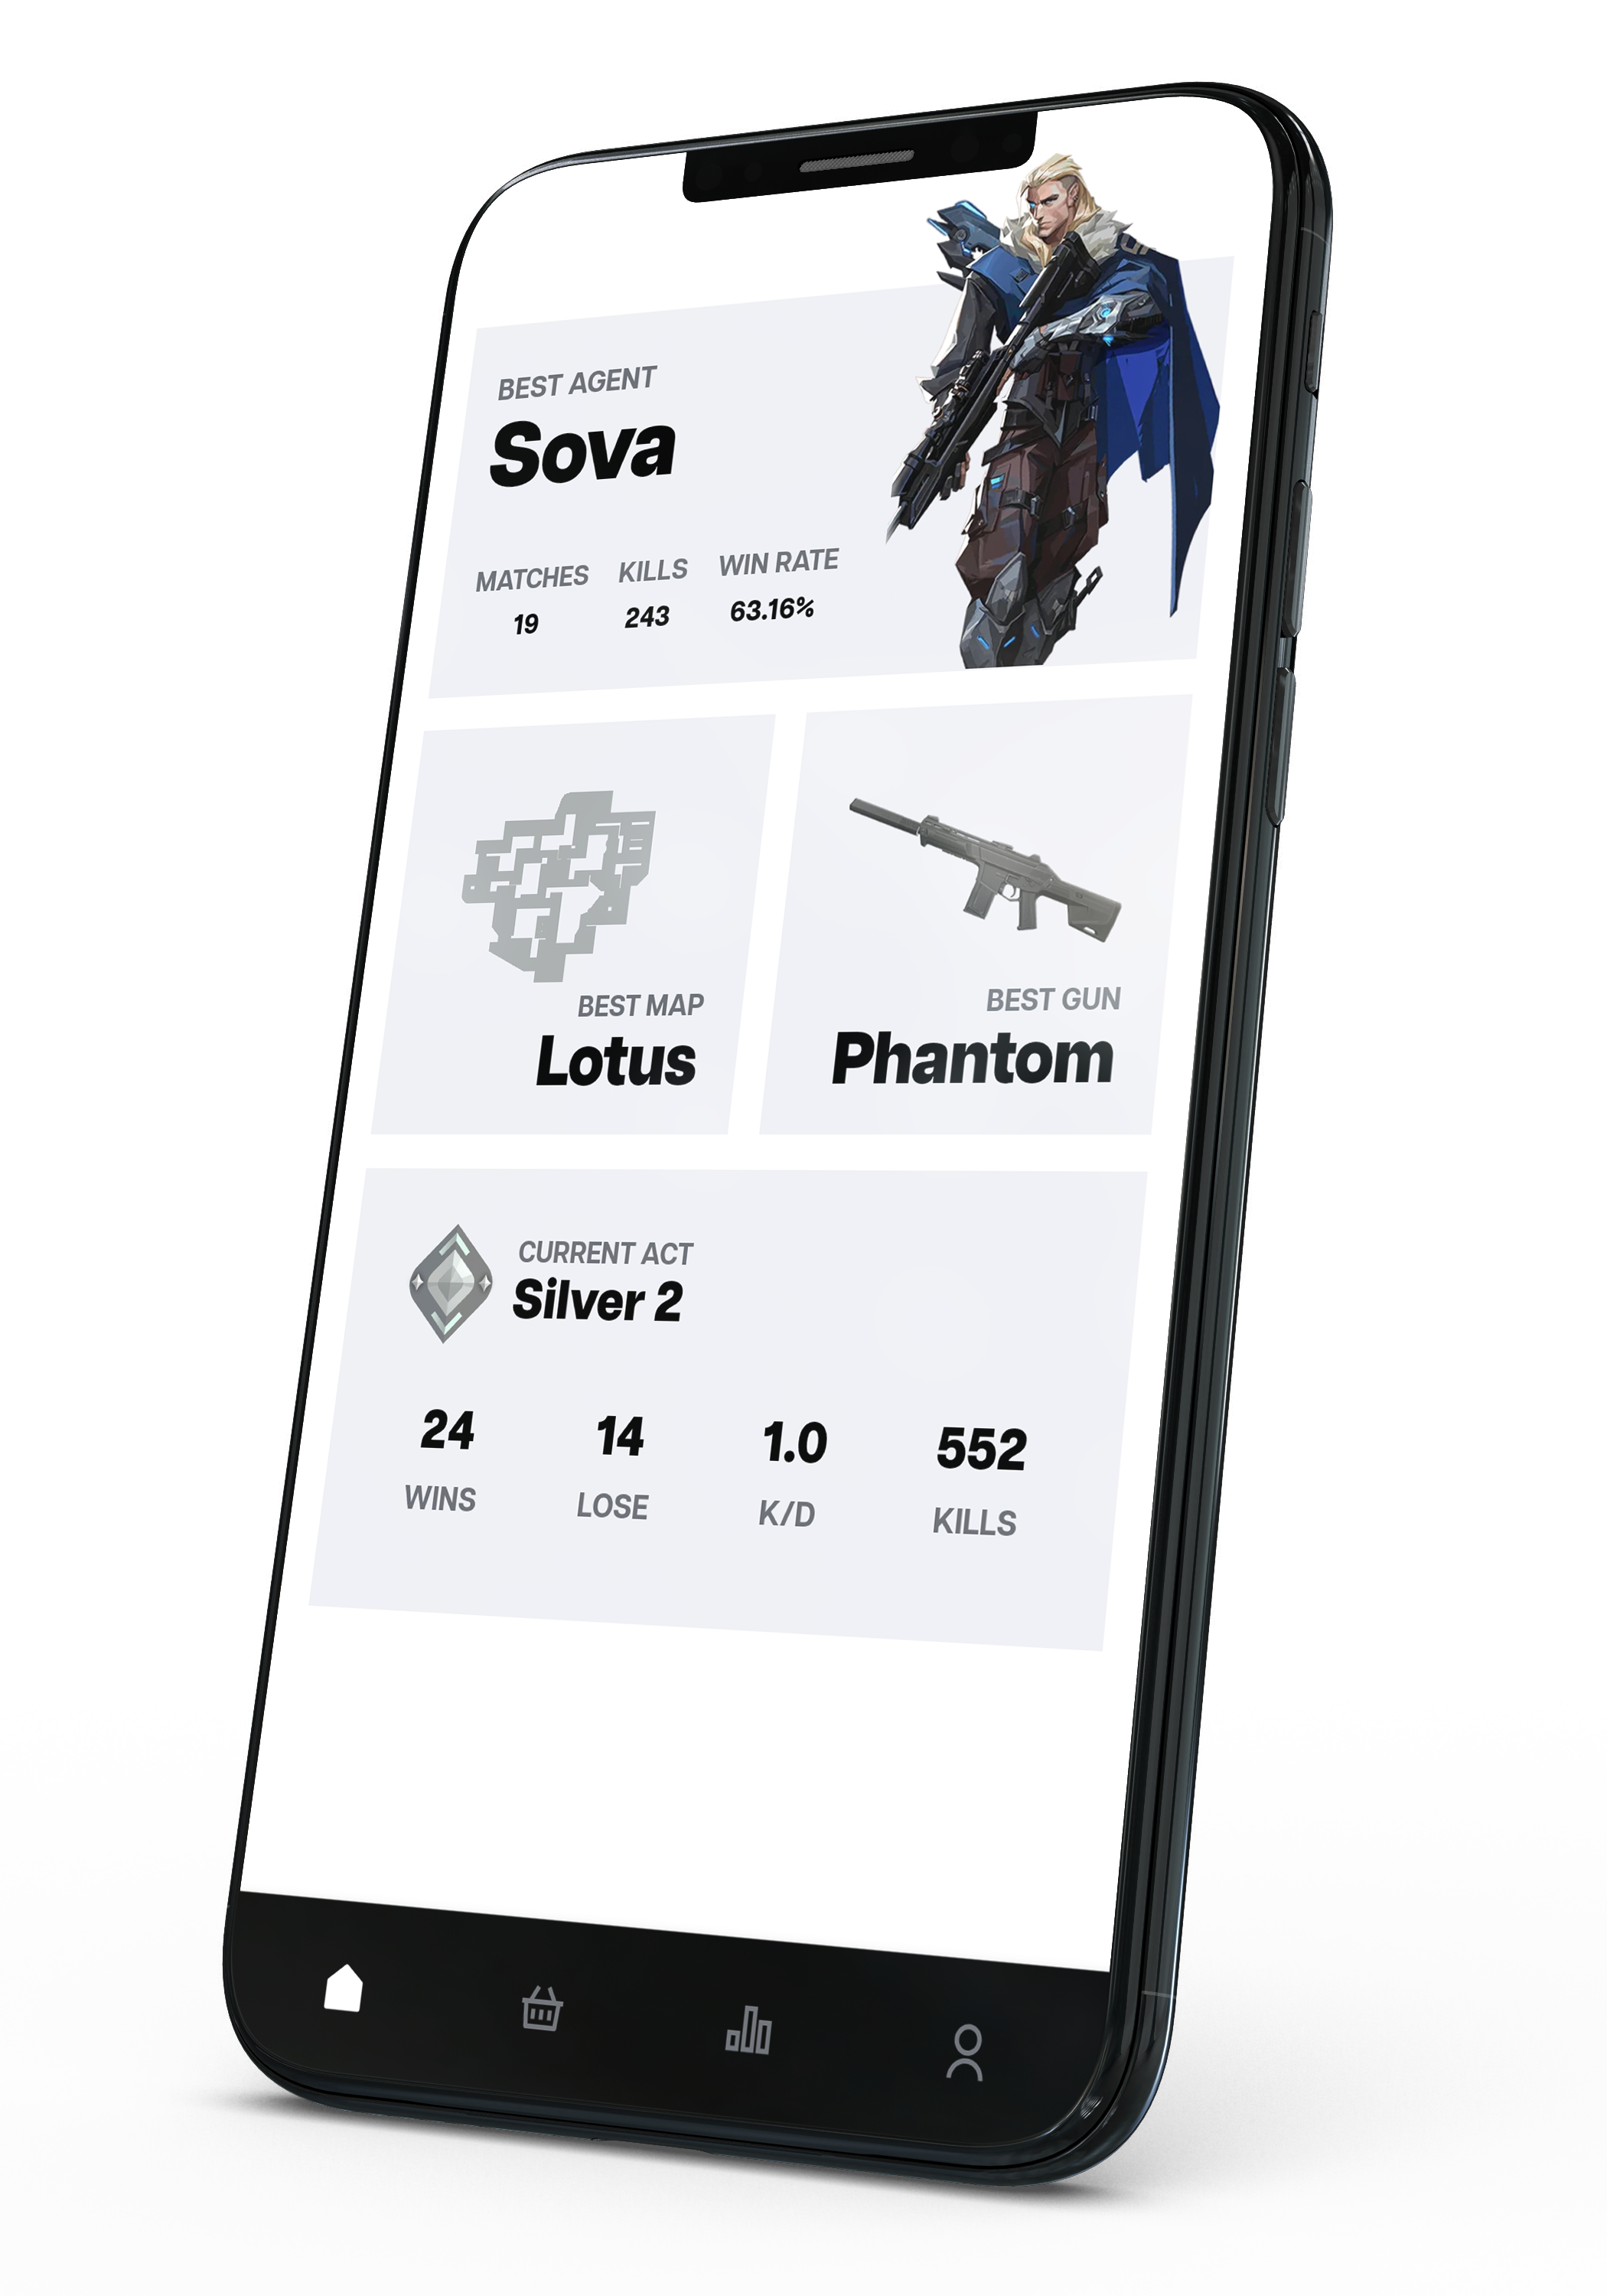 BEST AGENT
Sova
MATCHES KILLS WIN RATE
19 243 63.16%
BEST MAP
Lotus
BEST GUN
Phantom
CURRENT ACT
Silver 2
24 14 1.0 552
WINS LOSE K/D KILLS